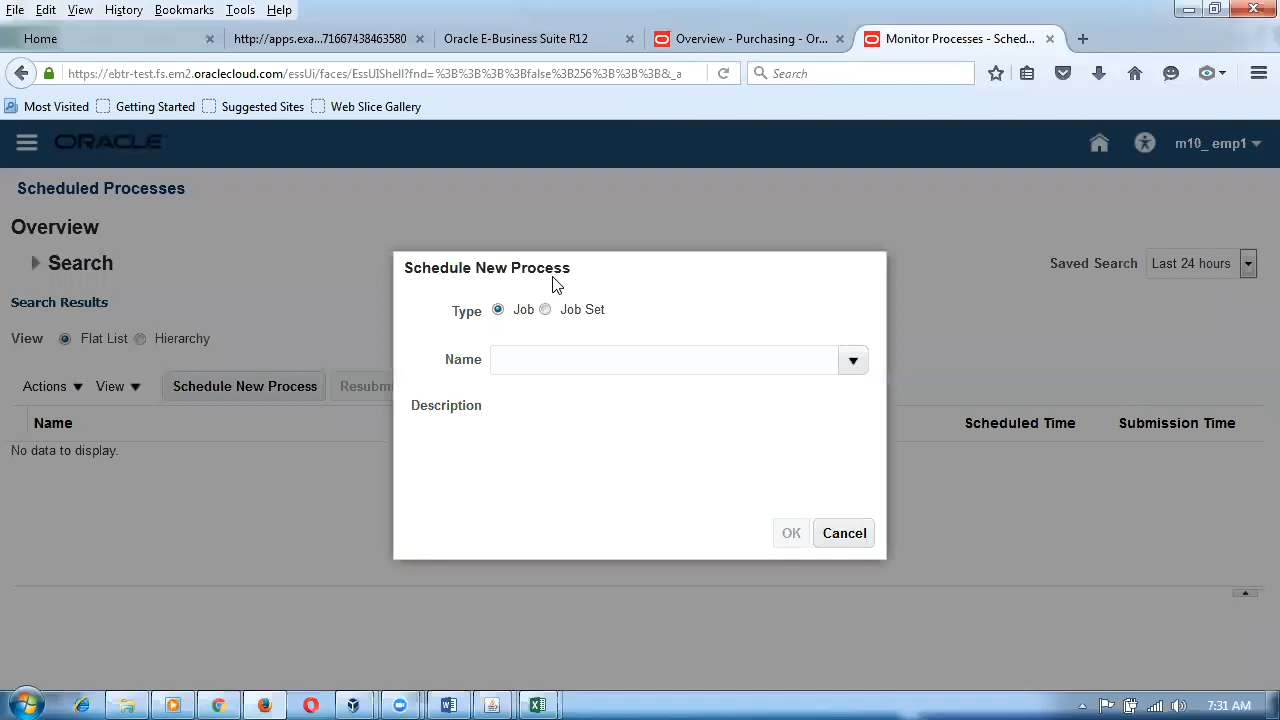 File Edit View History Bookmarks Tools Help
Home http://apps.exa...71667438463580 Oracle E-Business Suite R12 Overview - Purchasing - Or... Monitor Processes - Sched...
https://ebtr-test.fs.em2.oraclecloud.com/essUi/faces/EssUIShell?fnd=%3B%3B%3B%3Bfalse%3B256%3B%3B%3B&_a Search
Most Visited Getting Started Suggested Sites Web Slice Gallery
ORACLE m10_ emp1
Scheduled Processes
Overview
Search Saved Search Last 24 hours
Search Results
View Flat List Hierarchy
Actions View Schedule New Process Resubm
Name Scheduled Time Submission Time
No data to display.
Schedule New Process
Type Job Job Set
Name
Description
OK Cancel
7:31 AM